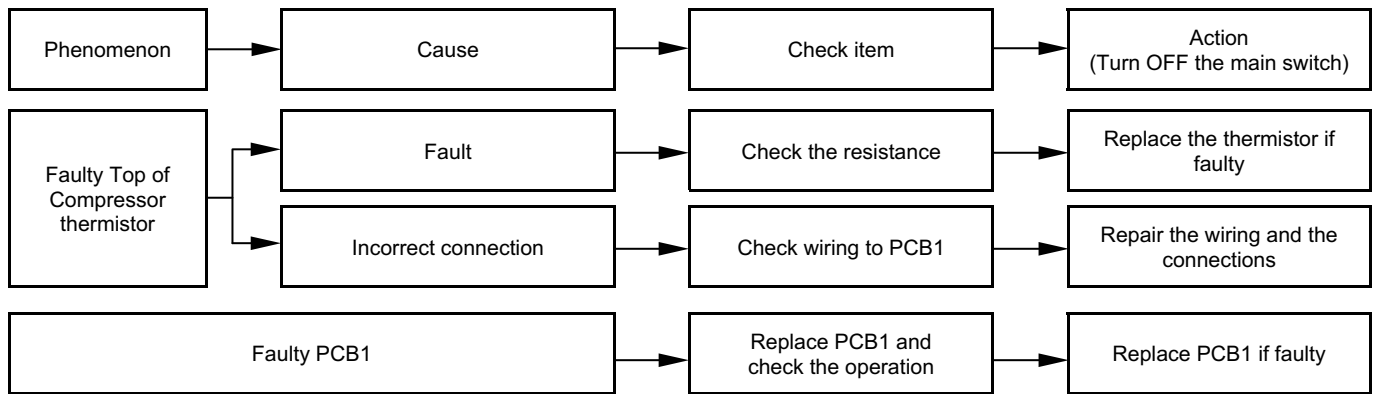 Phenomenon
Cause
Check item
Action
(Turn OFF the main switch)
Faulty Top of
Compressor
thermistor
Fault
Check the resistance
Replace the thermistor if
faulty
Incorrect connection
Check wiring to PCB1
Repair the wiring and the
connections
Faulty PCB1
Replace PCB1 and
check the operation
Replace PCB1 if faulty